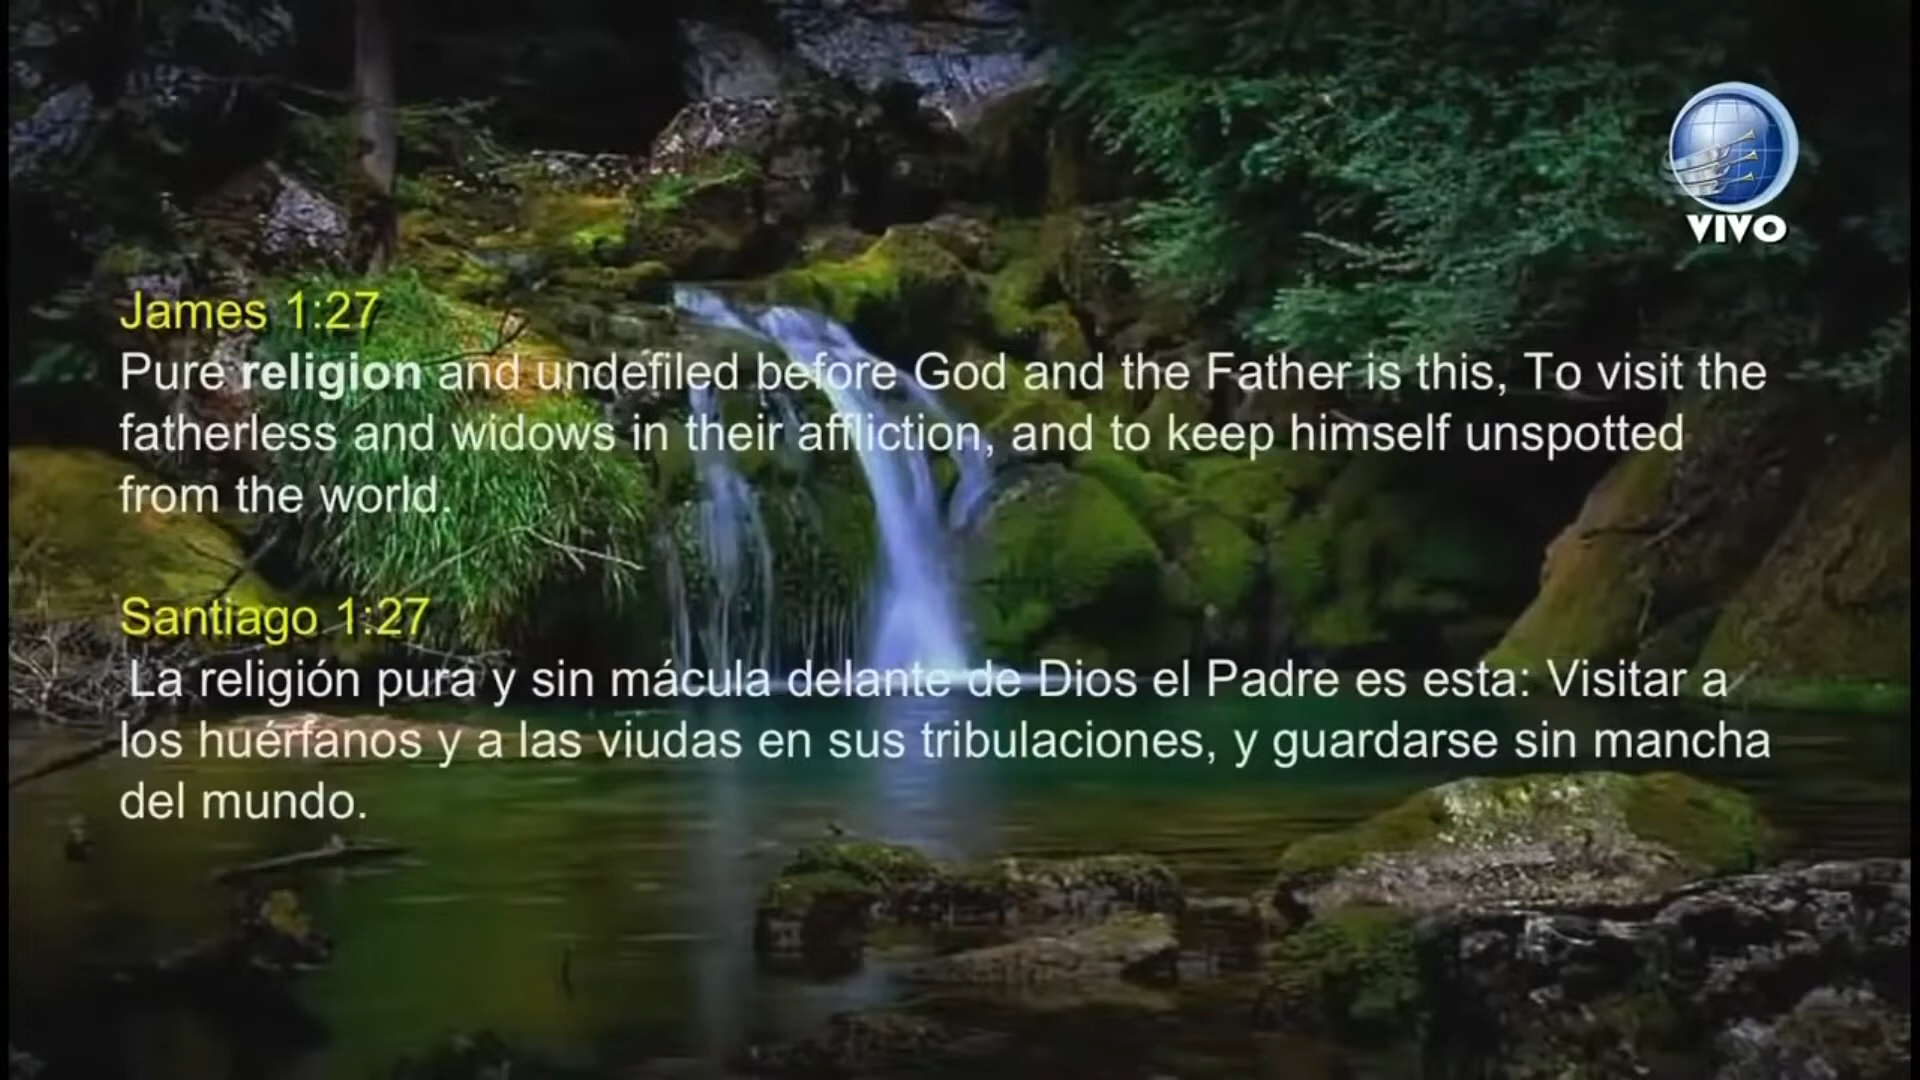 VIVO
James 1:27
Pure religion and undefiled before God and the Father is this, To visit the
fatherless and widows in their affliction, and to keep himself unspotted
from the world.
Santiago 1:27
La religión pura y sin mácula delante de Dios el Padre es esta: Visitar a
los huérfanos y a las viudas en sus tribulaciones, y guardarse sin mancha
del mundo.